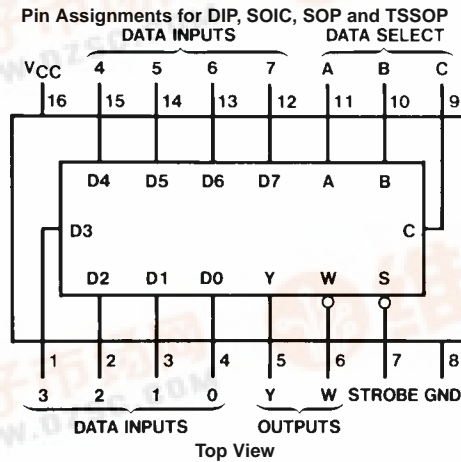 Pin Assignments for DIP, SOIC, SOP and TSSOP
DATA INPUTS DATA SELECT
VCC 4 5 6 7 A B C
16 15 14 13 12 11 10 9
D4 D5 D6 D7 A B
D3 C
D2 D1 D0 Y W S
1 2 3 4 5 6 7 8
3 2 1 0 Y W STROBE GND
DATA INPUTS OUTPUTS
Top View